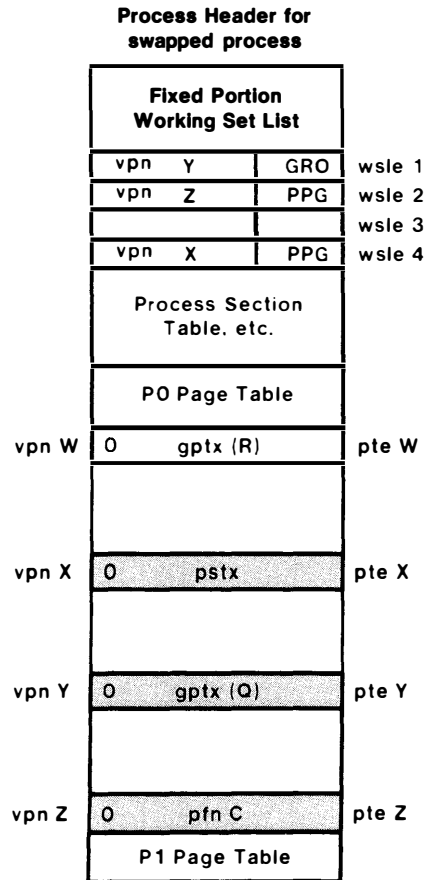 Process Header for
swapped process
Fixed Portion
Working Set List
vpn Y GRO wsle 1
vpn Z PPG wsle 2
wsle 3
vpn X PPG wsle 4
Process Section
Table, etc.
P0 Page Table
vpn W 0 gptx (R) pte W
vpn X 0 pstx pte X
vpn Y 0 gptx (Q) pte Y
vpn Z 0 pfn C pte Z
P1 Page Table